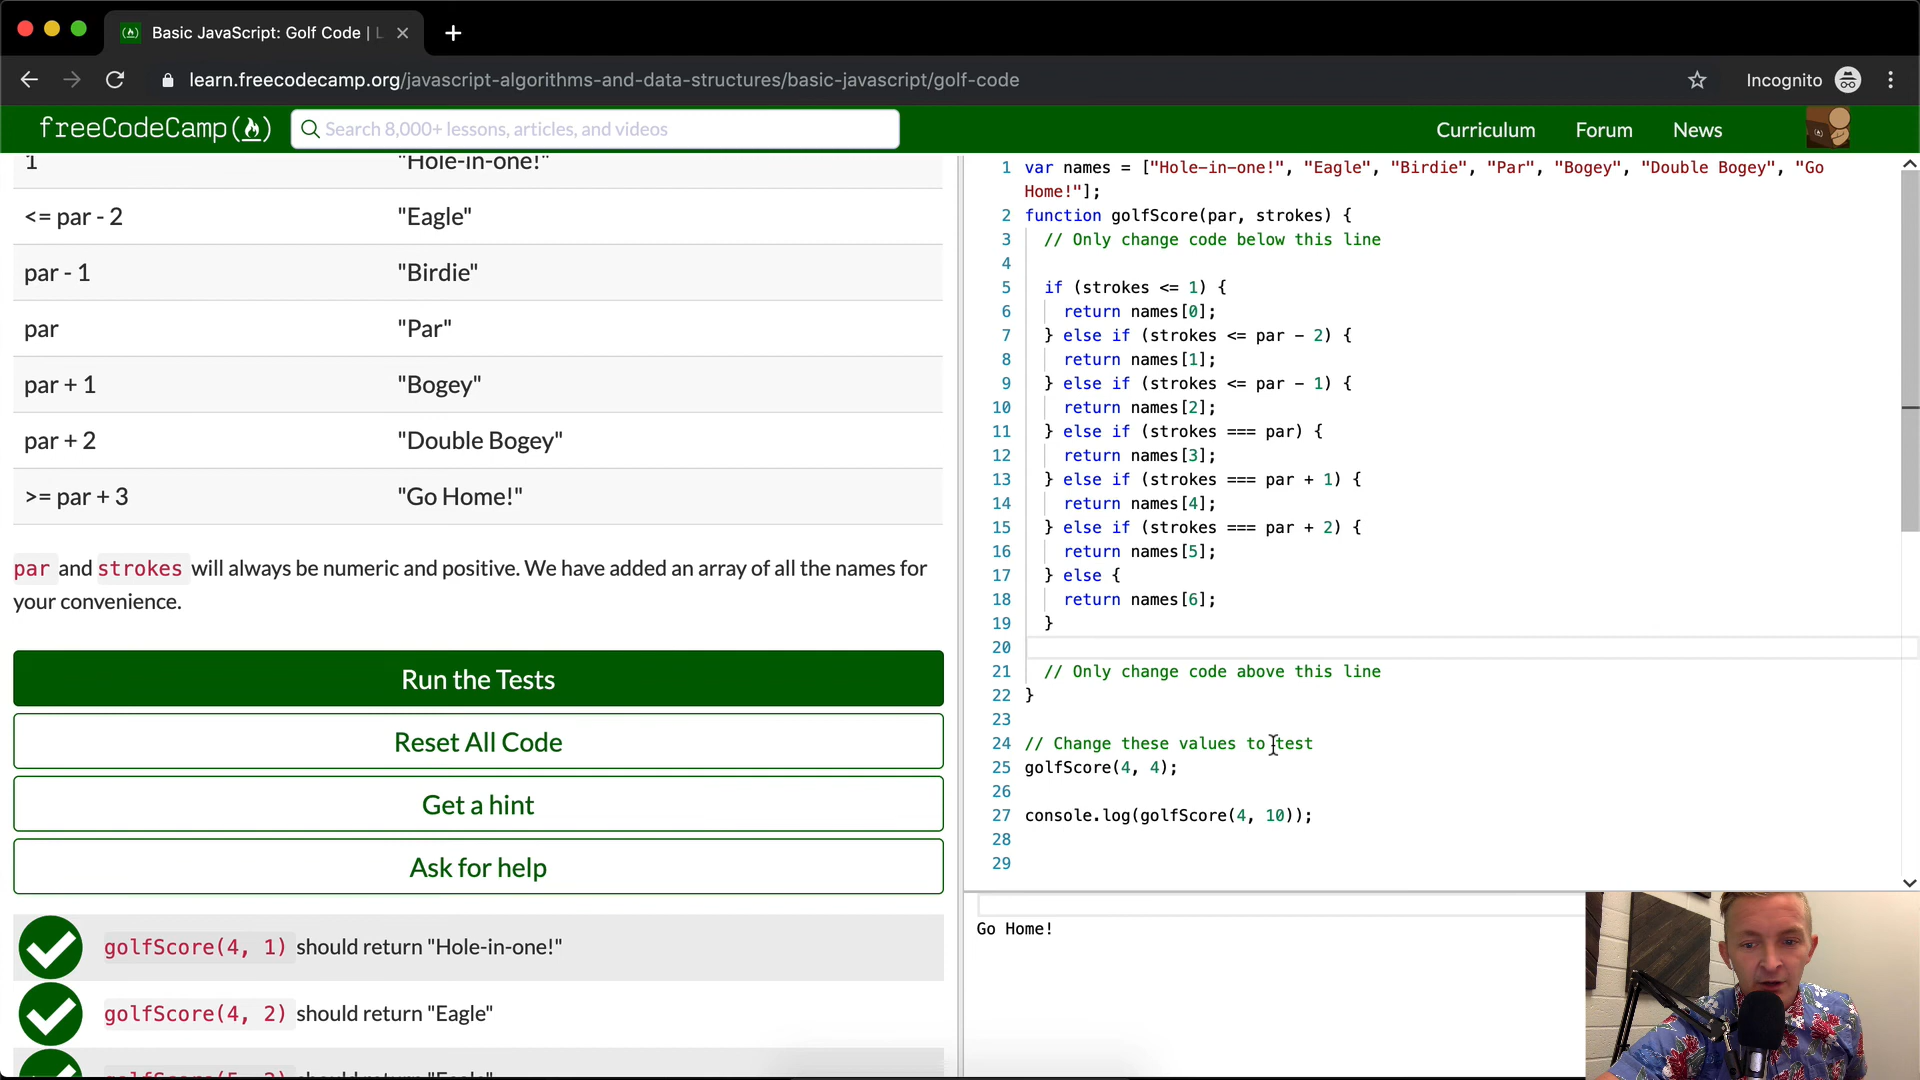 Basic JavaScript: Golf Code | L
learn.freecodecamp.org/javascript-algorithms-and-data-structures/basic-javascript/golf-code
Incognito
freeCodeCamp
Search 8,000+ lessons, articles, and videos
Curriculum
Forum
News
1 "Hole-in-one!"
<= par - 2 "Eagle"
par - 1 "Birdie"
par "Par"
par + 1 "Bogey"
par + 2 "Double Bogey"
>= par + 3 "Go Home!"
par and strokes will always be numeric and positive. We have added an array of all the names for
your convenience.
Run the Tests
Reset All Code
Get a hint
Ask for help
golfScore(4, 1) should return "Hole-in-one!"
golfScore(4, 2) should return "Eagle"
1 var names = ["Hole-in-one!", "Eagle", "Birdie", "Par", "Bogey", "Double Bogey", "Go
Home!"];
2 function golfScore(par, strokes) {
3 // Only change code below this line
4
5 if (strokes <= 1) {
6 return names[0];
7 } else if (strokes <= par - 2) {
8 return names[1];
9 } else if (strokes <= par - 1) {
10 return names[2];
11 } else if (strokes === par) {
12 return names[3];
13 } else if (strokes === par + 1) {
14 return names[4];
15 } else if (strokes === par + 2) {
16 return names[5];
17 } else {
18 return names[6];
19 }
20
21 // Only change code above this line
22 }
23
24 // Change these values to test
25 golfScore(4, 4);
26
27 console.log(golfScore(4, 10));
28
29
Go Home!